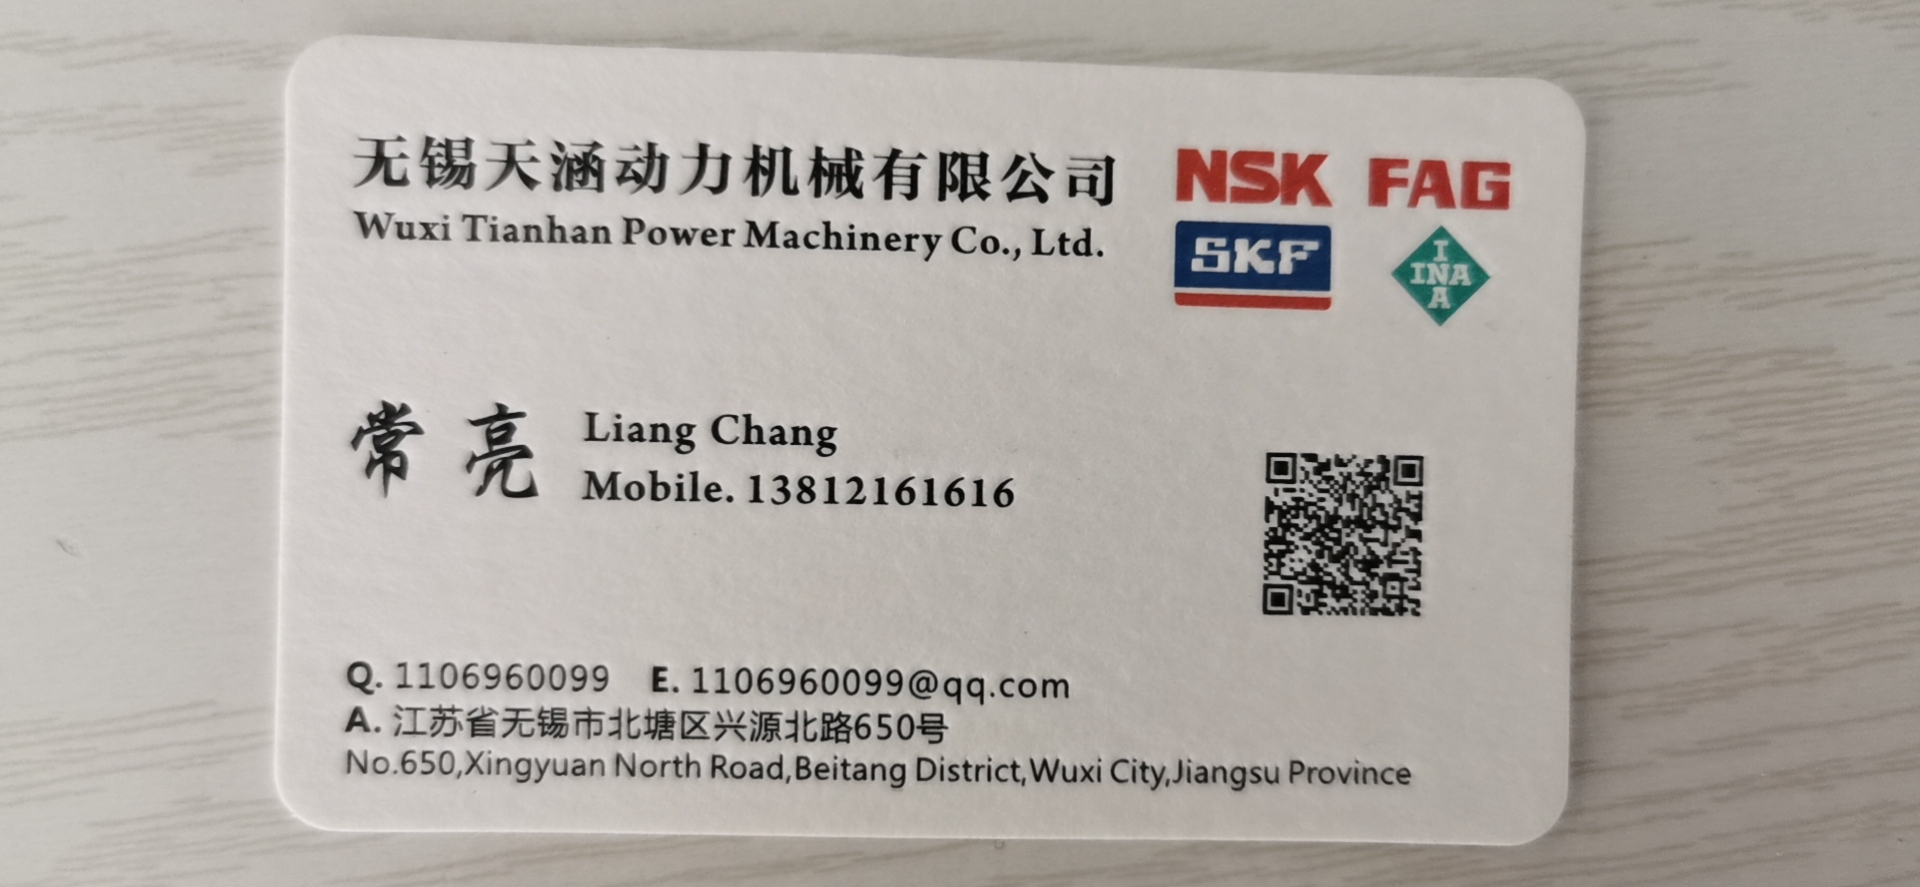 无锡天涵动力机械有限公司
Wuxi Tianhan Power Machinery Co., Ltd.
NSK FAG
SKF
INA
常 亮
Liang Chang
Mobile. 13812161616
Q. 1106960099 E. 1106960099@qq.com
A. 江苏省无锡市北塘区兴源北路650号
No.650,Xingyuan North Road,Beitang District,Wuxi City,Jiangsu Province